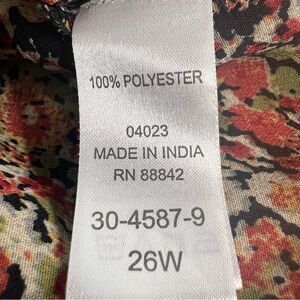 100% POLYESTER
04023
MADE IN INDIA
RN 88842
30-4587-9
26W